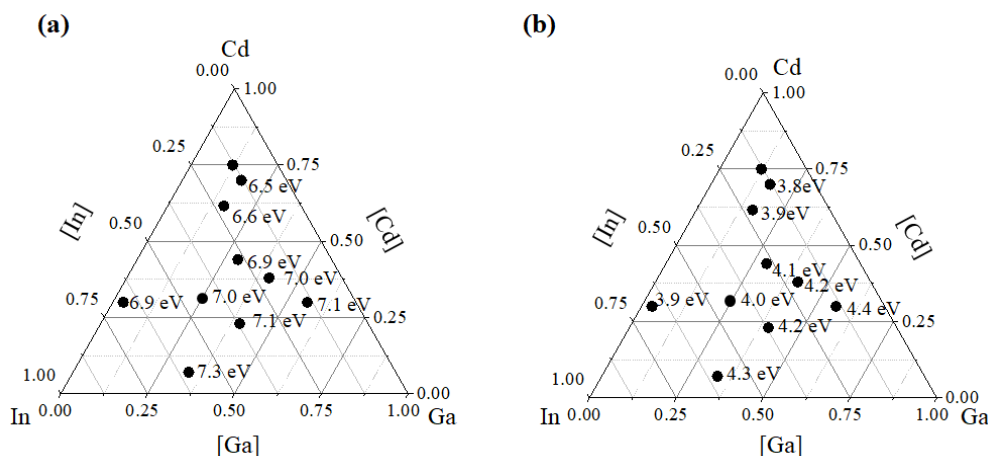 (a)
Cd
0.00
1.00
0.25
0.75
6.5 eV
6.6 eV
[In]
[Cd]
0.50
0.50
6.9 eV
7.0 eV
0.75
6.9 eV
7.0 eV
7.1 eV
0.25
7.1 eV
7.3 eV
1.00
0.00
In
0.00
0.25
0.50
0.75
1.00
Ga
[Ga]
(b)
Cd
0.00
1.00
0.25
0.75
3.8eV
3.9eV
[In]
[Cd]
0.50
0.50
4.1 eV
4.2 eV
0.75
3.9 eV
4.0 eV
4.4 eV
0.25
4.2 eV
4.3 eV
1.00
0.00
In
0.00
0.25
0.50
0.75
1.00
Ga
[Ga]